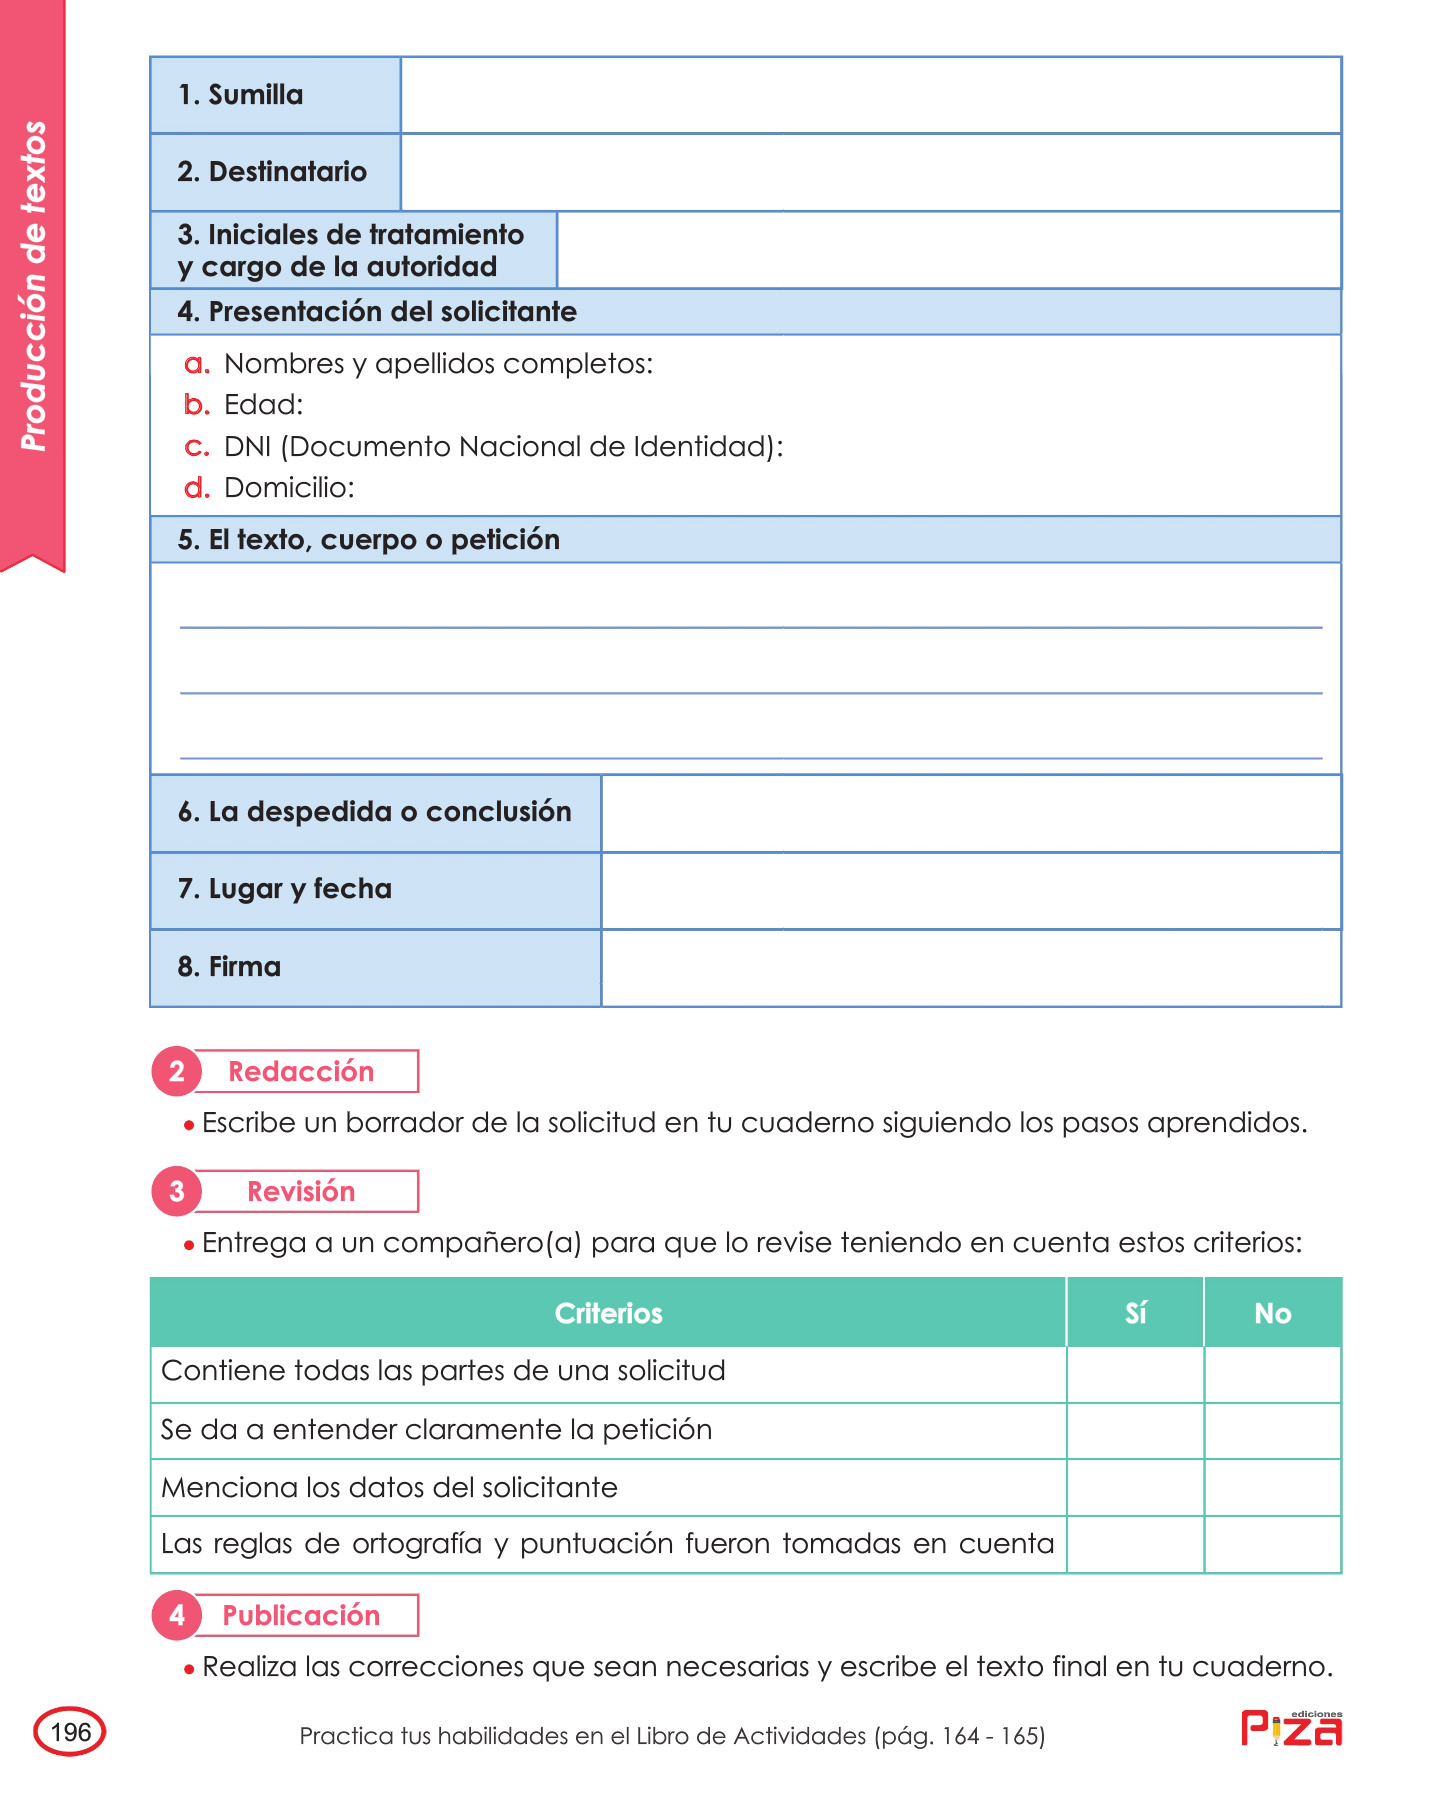 Producción de textos
1. Sumilla
2. Destinatario
3. Iniciales de tratamiento
y cargo de la autoridad
4. Presentación del solicitante
a. Nombres y apellidos completos:
b. Edad:
c. DNI (Documento Nacional de Identidad):
d. Domicilio:
5. El texto, cuerpo o petición
6. La despedida o conclusión
7. Lugar y fecha
8. Firma
2 Redacción
• Escribe un borrador de la solicitud en tu cuaderno siguiendo los pasos aprendidos.
3 Revisión
• Entrega a un compañero(a) para que lo revise teniendo en cuenta estos criterios:
Criterios Sí No
Contiene todas las partes de una solicitud
Se da a entender claramente la petición
Menciona los datos del solicitante
Las reglas de ortografía y puntuación fueron tomadas en cuenta
4 Publicación
• Realiza las correcciones que sean necesarias y escribe el texto final en tu cuaderno.
196
Practica tus habilidades en el Libro de Actividades (pág. 164 - 165)
ediciones
Piza